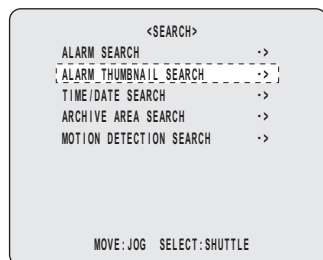 <SEARCH>
ALARM SEARCH ->
ALARM THUMBNAIL SEARCH ->
TIME/DATE SEARCH ->
ARCHIVE AREA SEARCH ->
MOTION DETECTION SEARCH ->
MOVE:JOG SELECT:SHUTTLE